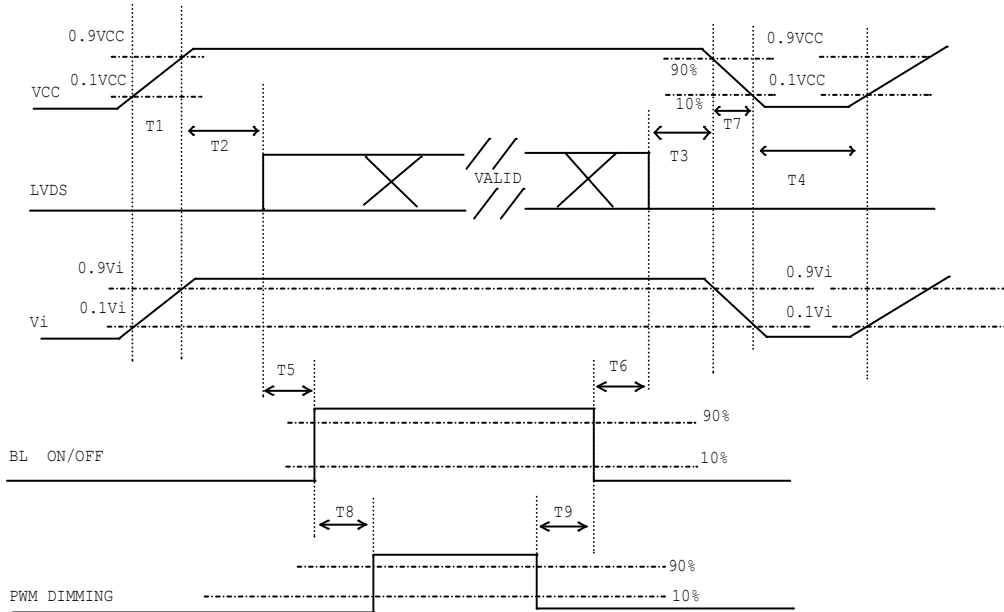 0.9VCC
0.9VCC
90%
0.1VCC
0.1VCC
VCC
10%
T1
T7
T2
T3
VALID
T4
LVDS
0.9Vi
0.9Vi
0.1Vi
0.1Vi
Vi
T5
T6
90%
BL ON/OFF
10%
T8
T9
90%
PWM DIMMING
10%